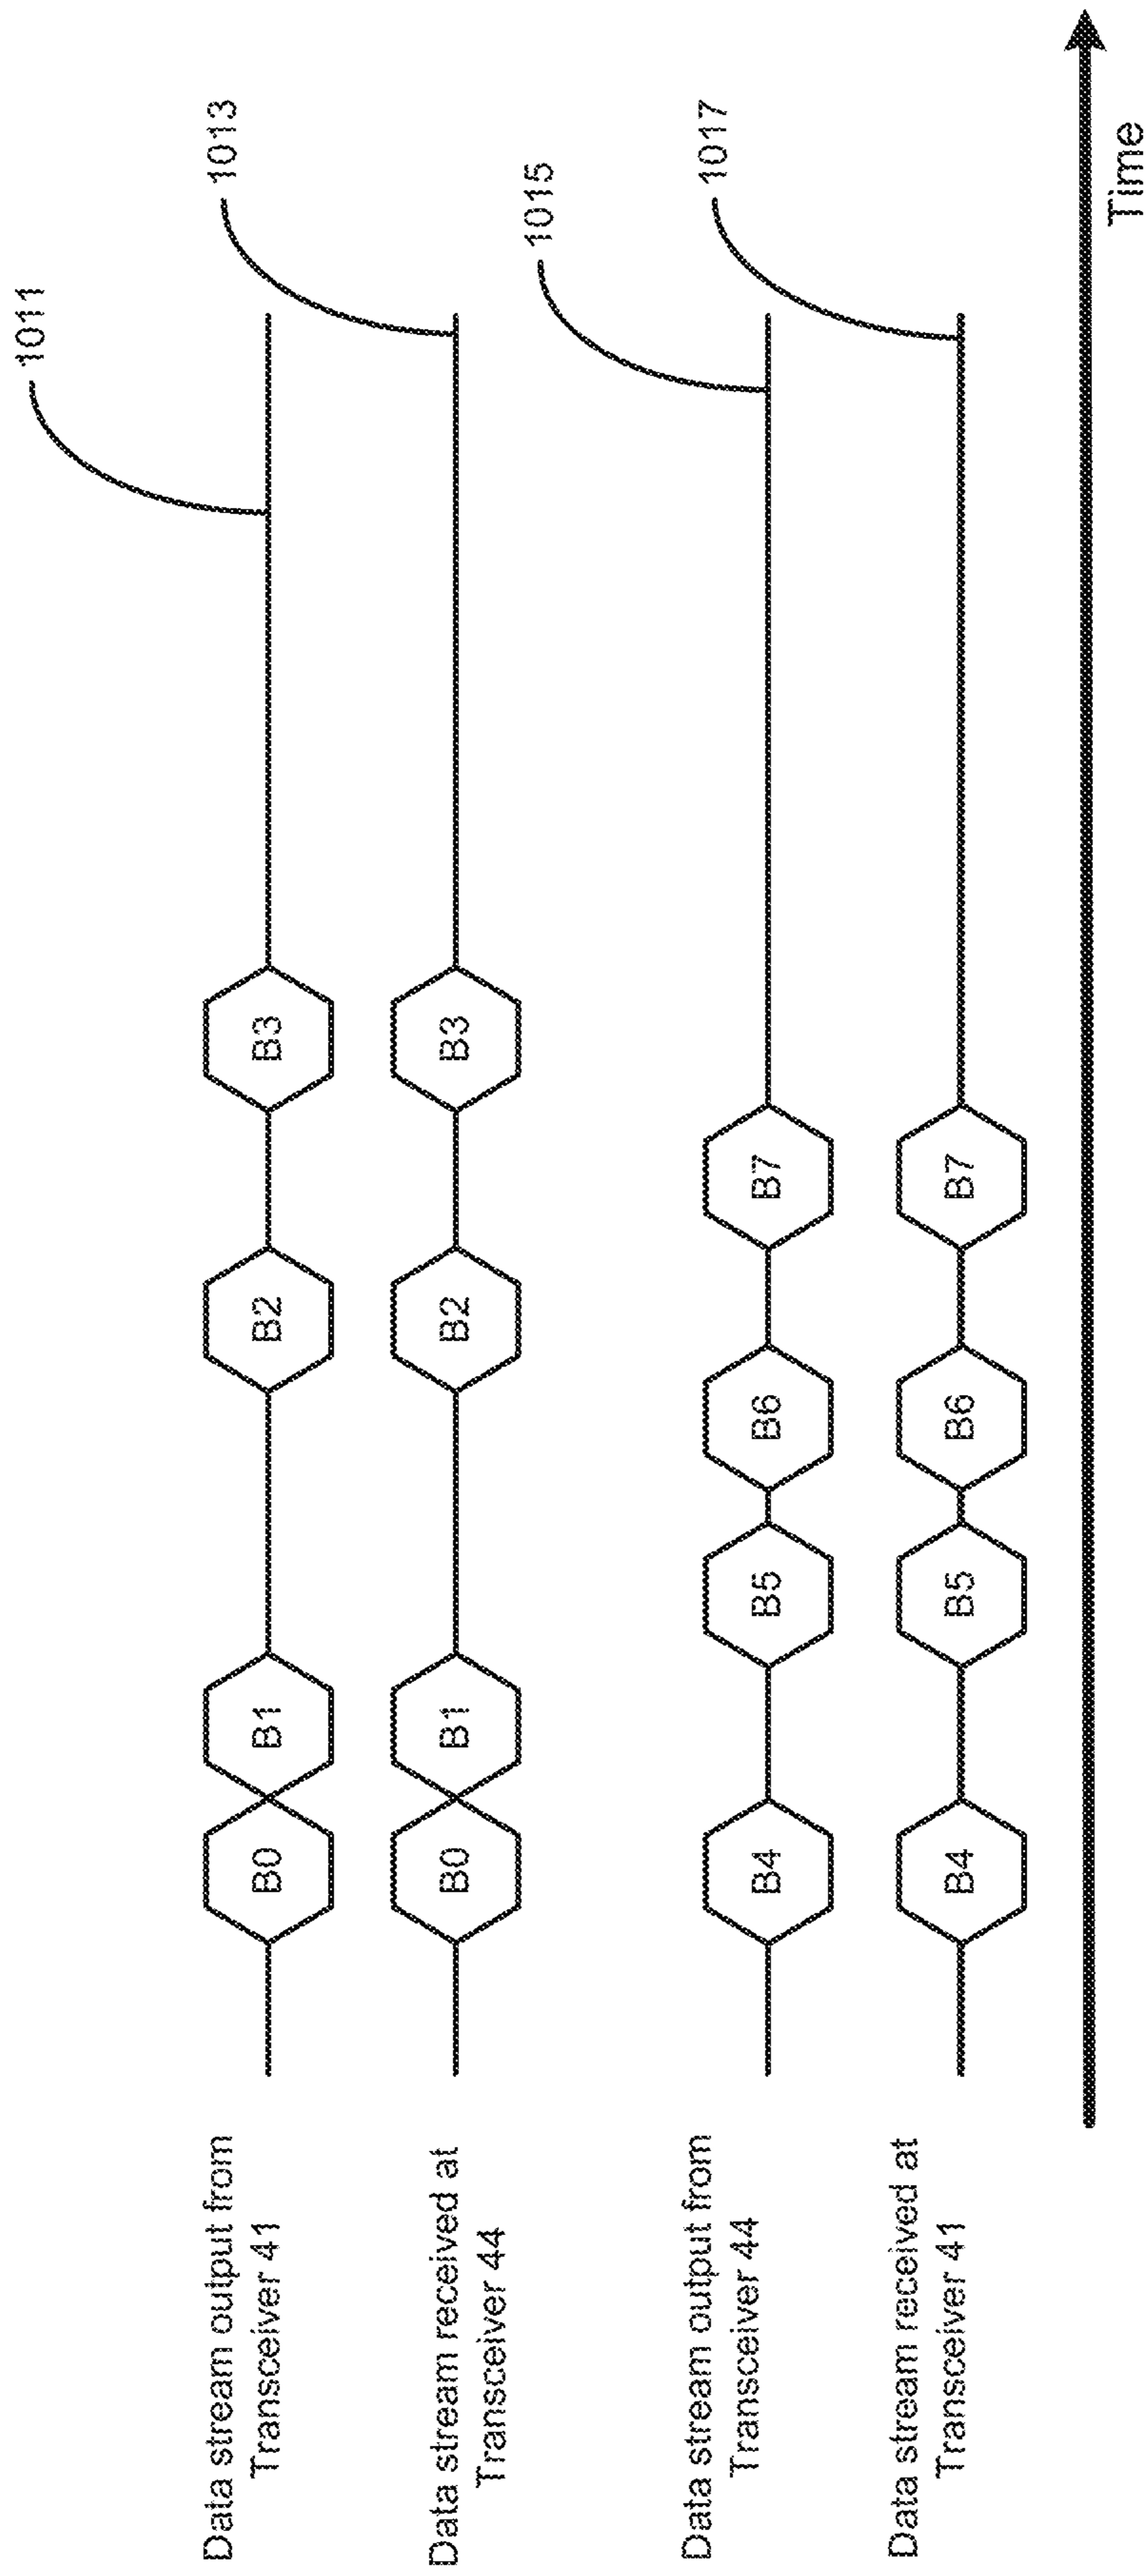 1011
1013
Data stream output from
Transceiver 41
B0
B1
B2
B3
Data stream received at
Transceiver 44
B0
B1
B2
B3
1015
1017
Data stream output from
Transceiver 44
B4
B5
B6
B7
Data stream received at
Transceiver 41
B4
B5
B6
B7
Time